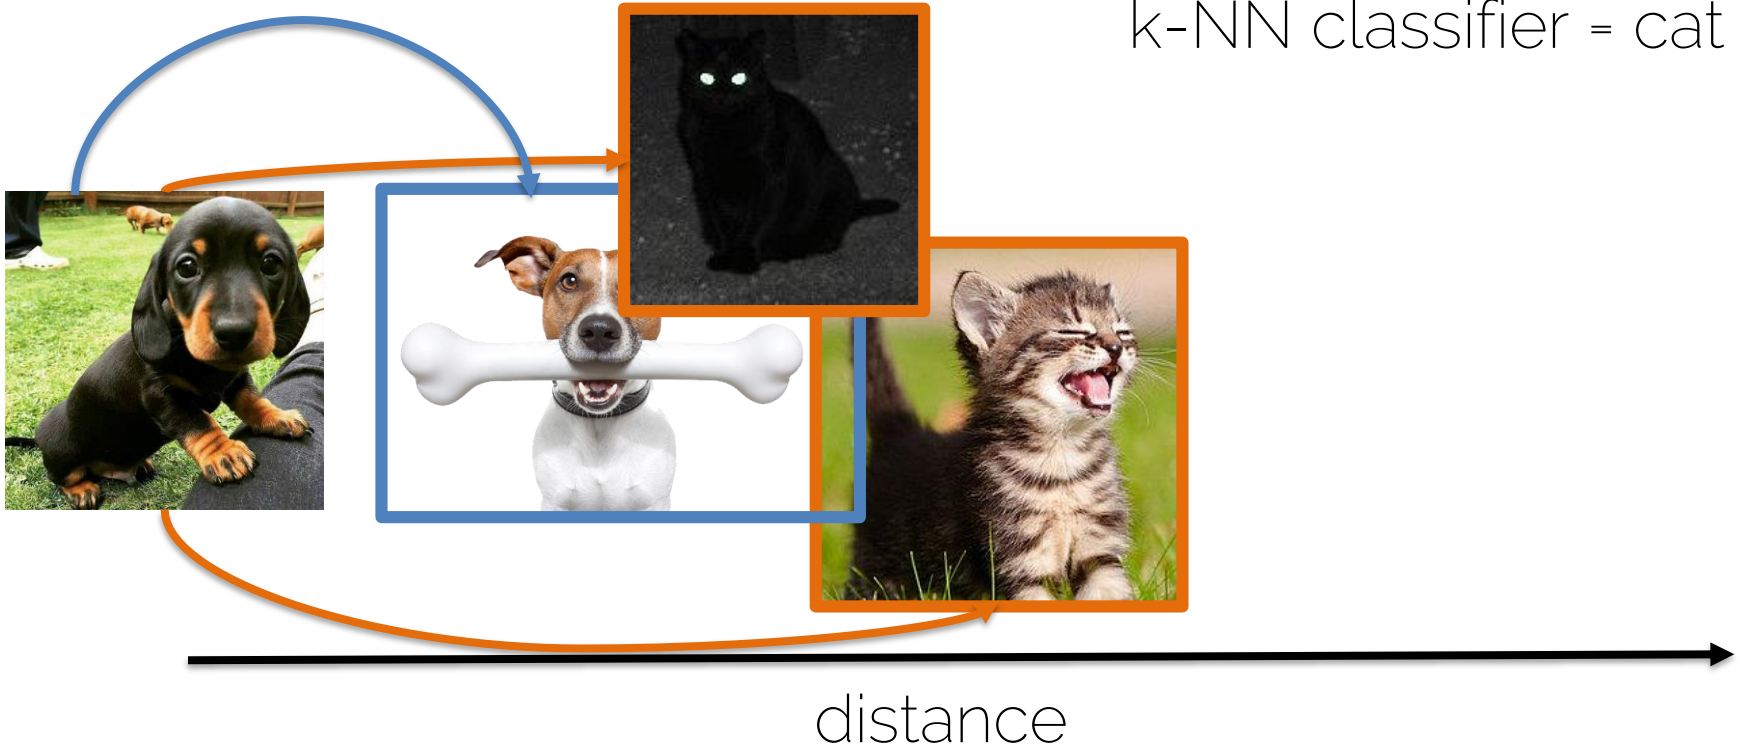 k-NN classifier = cat
distance